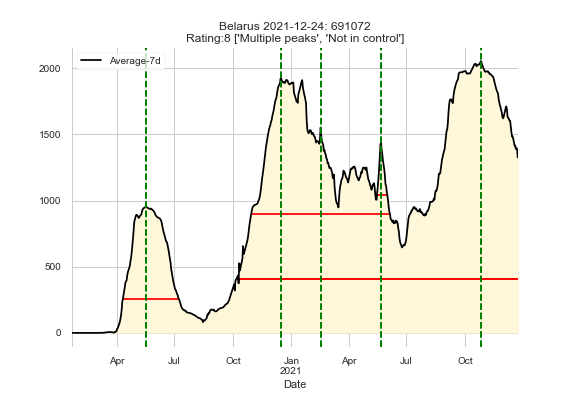 Belarus 2021-12-24: 691072
Rating:8 ['Multiple peaks', 'Not in control']
Average-7d
2000
1500
1000
500
0
Apr Jul Oct Jan Apr Jul Oct
2021
Date